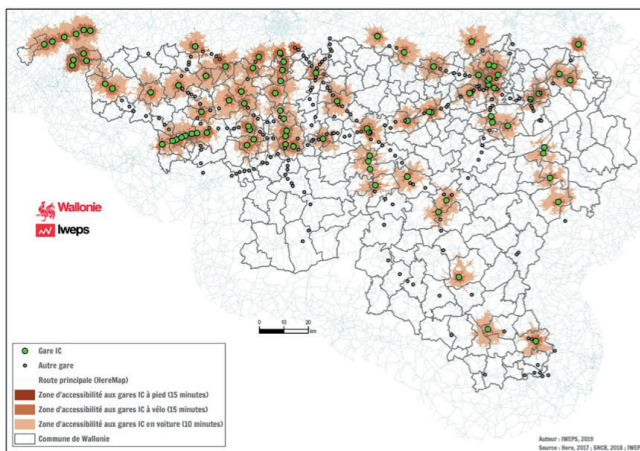 Wallonie
Iweps
0 10 20
km
Gare IC
Autre gare
Route principale (HereMap)
Zone d'accessibilité aux gares IC à pied (15 minutes)
Zone d'accessibilité aux gares IC à vélo (15 minutes)
Zone d'accessibilité aux gares IC en voiture (10 minutes)
Commune de Wallonie
Auteur : IWEPS, 2019
Source : Here, 2017 ; SNCB, 2018 ; IWEP